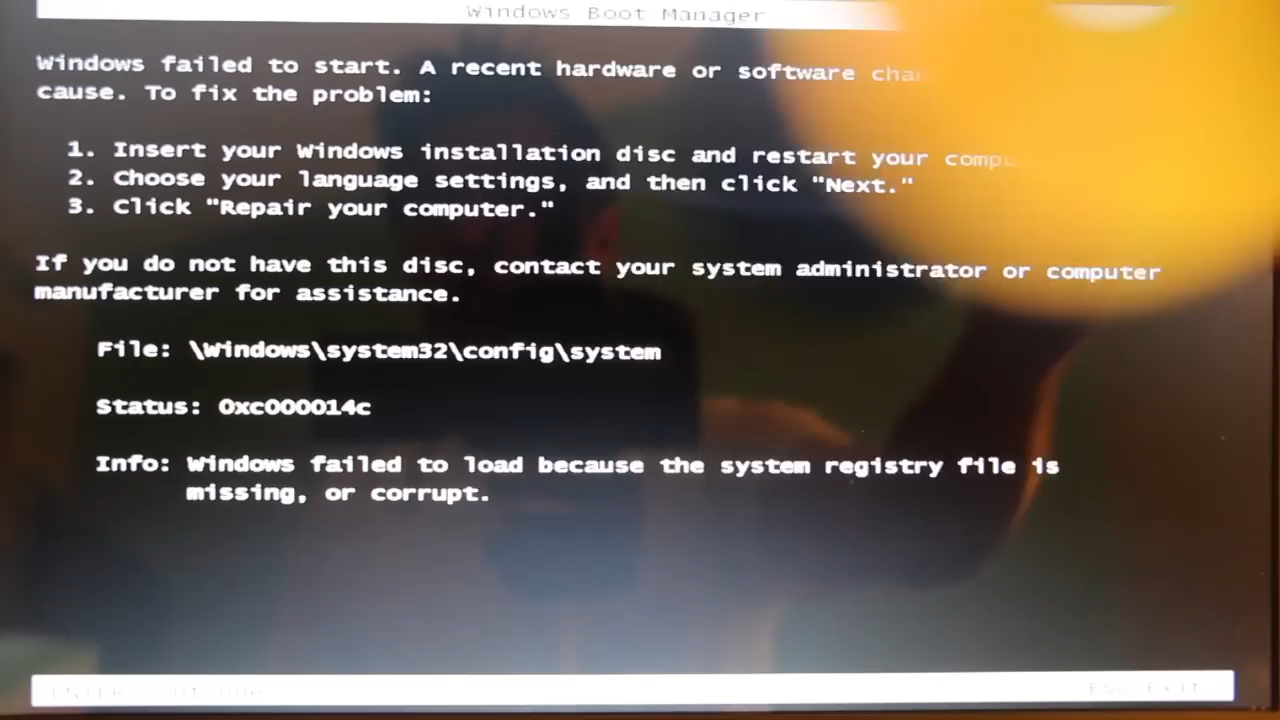 Windows Boot Manager
Windows failed to start. A recent hardware or software
cause. To fix the problem:
1. Insert your Windows installation disc and restart your
2. Choose your language settings, and then click "Next."
3. Click "Repair your computer."
If you do not have this disc, contact your system administrator or computer
manufacturer for assistance.
File: \Windows\system32\config\system
Status: 0xc000014c
Info: Windows failed to load because the system registry file is
missing, or corrupt.